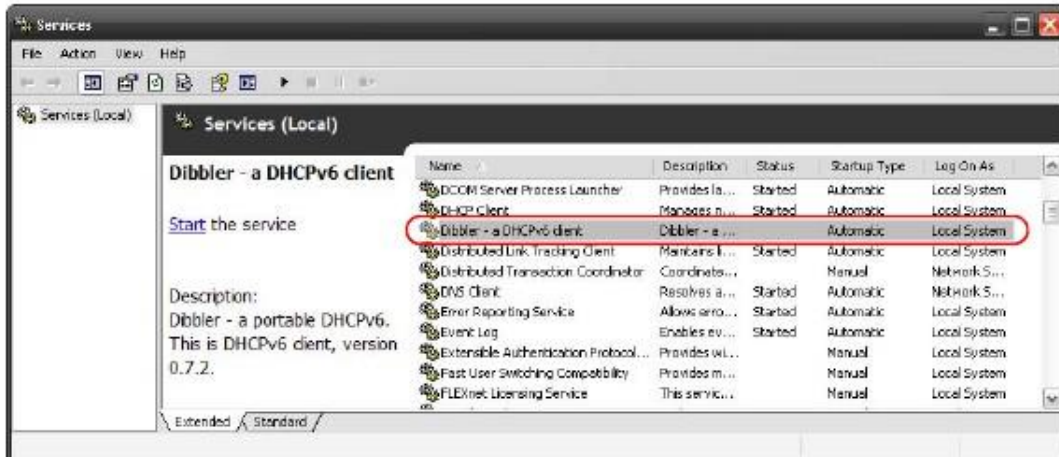 Services
File Action View Help
Services (Local)
Services (Local)
Dibbler - a DHCPv6 client
Start the service
Description:
Dibbler - a portable DHCPv6.
This is DHCPv6 client, version
0.7.2.
Name Description Status Startup Type Log On As
DCOM Server Process Launcher Provides la... Started Automatic Local System
DHCP Client Manages n... Started Automatic Local System
Dibbler - a DHCPv6 client Dibbler - a ... Automatic Local System
Distributed Link Tracking Client Maintains l... Started Automatic Local System
Distributed Transaction Coordinator Coordinate... Manual Network S...
DNS Client Resolves a... Started Automatic Network S...
Error Reporting Service Allows erro... Started Automatic Local System
Event Log Enables ev... Started Automatic Local System
Extensible Authentication Protocol... Provides wi... Manual Local System
Fast User Switching Compatibility Provides m... Manual Local System
FLEXnet Licensing Service This servic... Manual Local System
Extended Standard